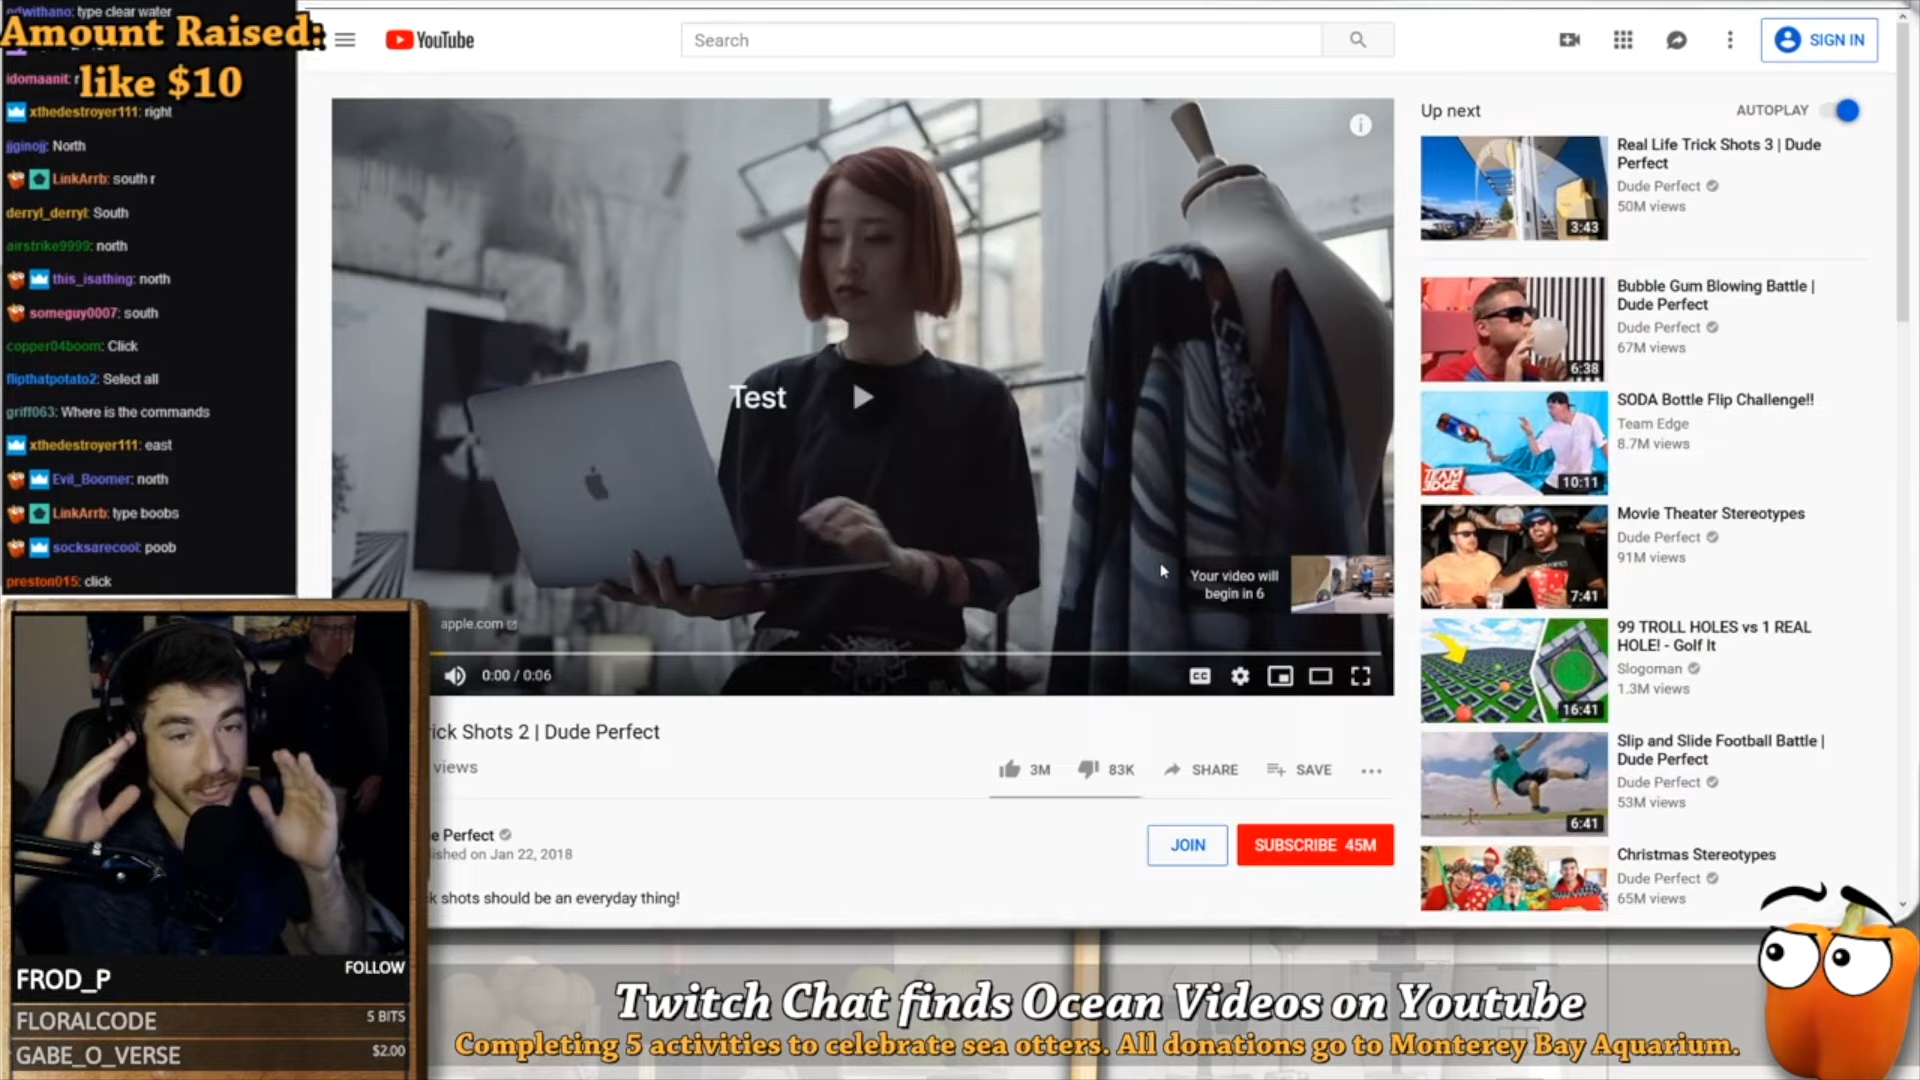 edwithano: type clear water
Amount Raised:
like $10
idomaanit:
xthedestroyer111: right
jjginojj: North
LinkArrb: south r
derryl_derryl: South
airstrike9999: north
this_isathing: north
someguy0007: south
copper04boom: Click
flipthatpotato2: Select all
griff063: Where is the commands
xthedestroyer111: east
Evil_Boomer: north
LinkArrb: type boobs
socksarecool: poob
preston015: click
YouTube
Search
SIGN IN
Test
Your video will
begin in 6
apple.com
0:00 / 0:06
CC
ick Shots 2 | Dude Perfect
views
3M
83K
SHARE
SAVE
e Perfect
ished on Jan 22, 2018
JOIN
SUBSCRIBE 45M
k shots should be an everyday thing!
Up next
AUTOPLAY
Real Life Trick Shots 3 | Dude
Perfect
Dude Perfect
50M views
3:43
Bubble Gum Blowing Battle |
Dude Perfect
Dude Perfect
67M views
6:38
SODA Bottle Flip Challenge!!
Team Edge
8.7M views
TEAM
EDGE
10:11
Movie Theater Stereotypes
Dude Perfect
91M views
7:41
99 TROLL HOLES vs 1 REAL
HOLE! - Golf It
Slogoman
1.3M views
16:41
Slip and Slide Football Battle |
Dude Perfect
Dude Perfect
53M views
6:41
Christmas Stereotypes
Dude Perfect
65M views
FROD_P
FOLLOW
FLORALCODE
5 BITS
GABE_O_VERSE
$2.00
Twitch Chat finds Ocean Videos on Youtube
Completing 5 activities to celebrate sea otters. All donations go to Monterey Bay Aquarium.